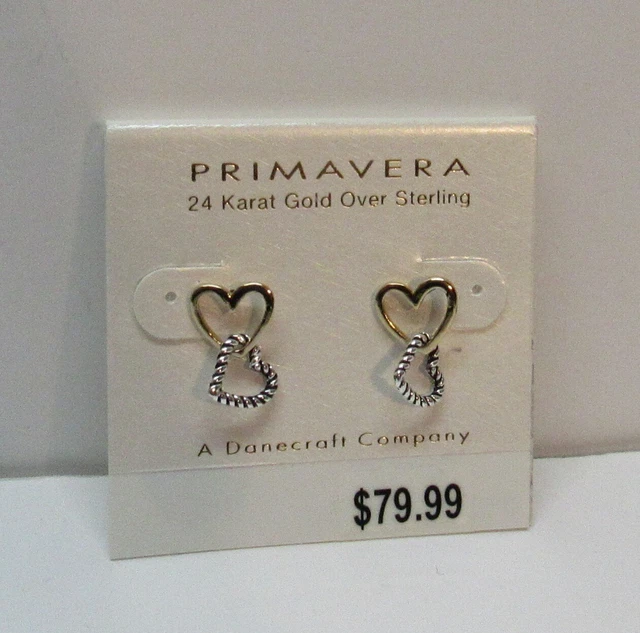 PRIMAVERA
24 Karat Gold Over Sterling
A Danecraft Company
$79.99